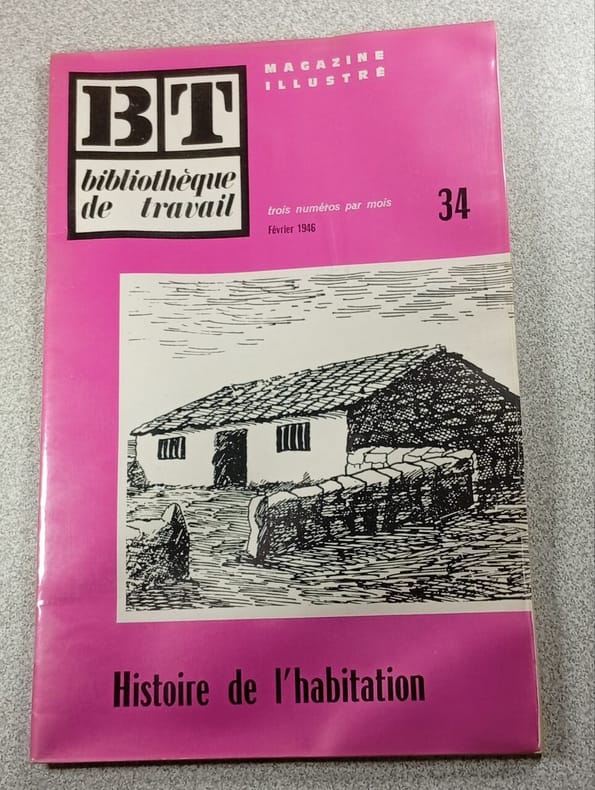 MAGAZINE
ILLUSTRÉ
BT
bibliothèque
de travail
trois numéros par mois
Février 1946
34
Histoire de l'habitation